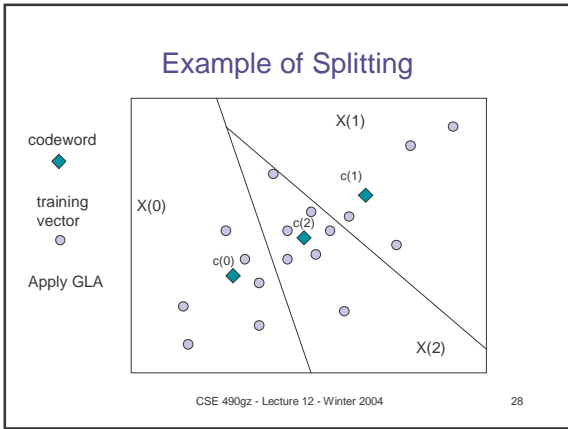 Example of Splitting
codeword
training
vector
Apply GLA
X(0)
X(1)
c(1)
c(2)
c(0)
X(2)
CSE 490gz - Lecture 12 - Winter 2004
28